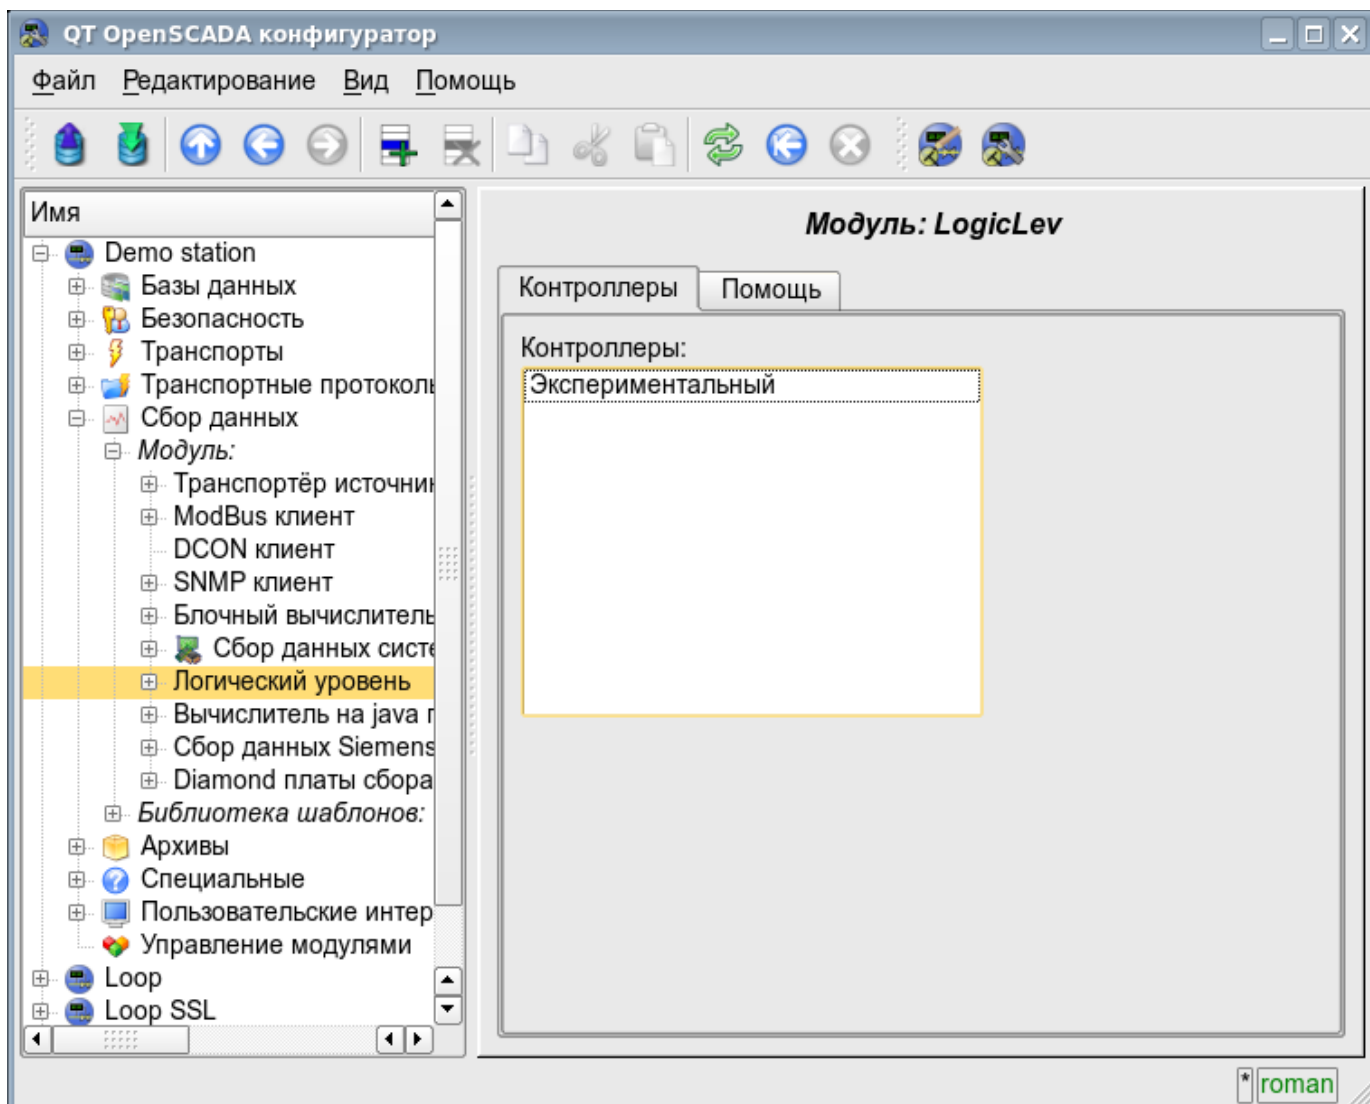 QT OpenSCADA конфигуратор
Файл Редактирование Вид Помощь
Имя
Demo station
Базы данных
Безопасность
Транспорты
Транспортные протоколы
Сбор данных
Модуль:
Транспортёр источник
ModBus клиент
DCON клиент
SNMP клиент
Блочный вычислитель
Сбор данных систе
Логический уровень
Вычислитель на java п
Сбор данных Siemens
Diamond платы сбора
Библиотека шаблонов:
Архивы
Специальные
Пользовательские интер
Управление модулями
Loop
Loop SSL
Модуль: LogicLev
Контроллеры Помощь
Контроллеры:
Экспериментальный
* roman